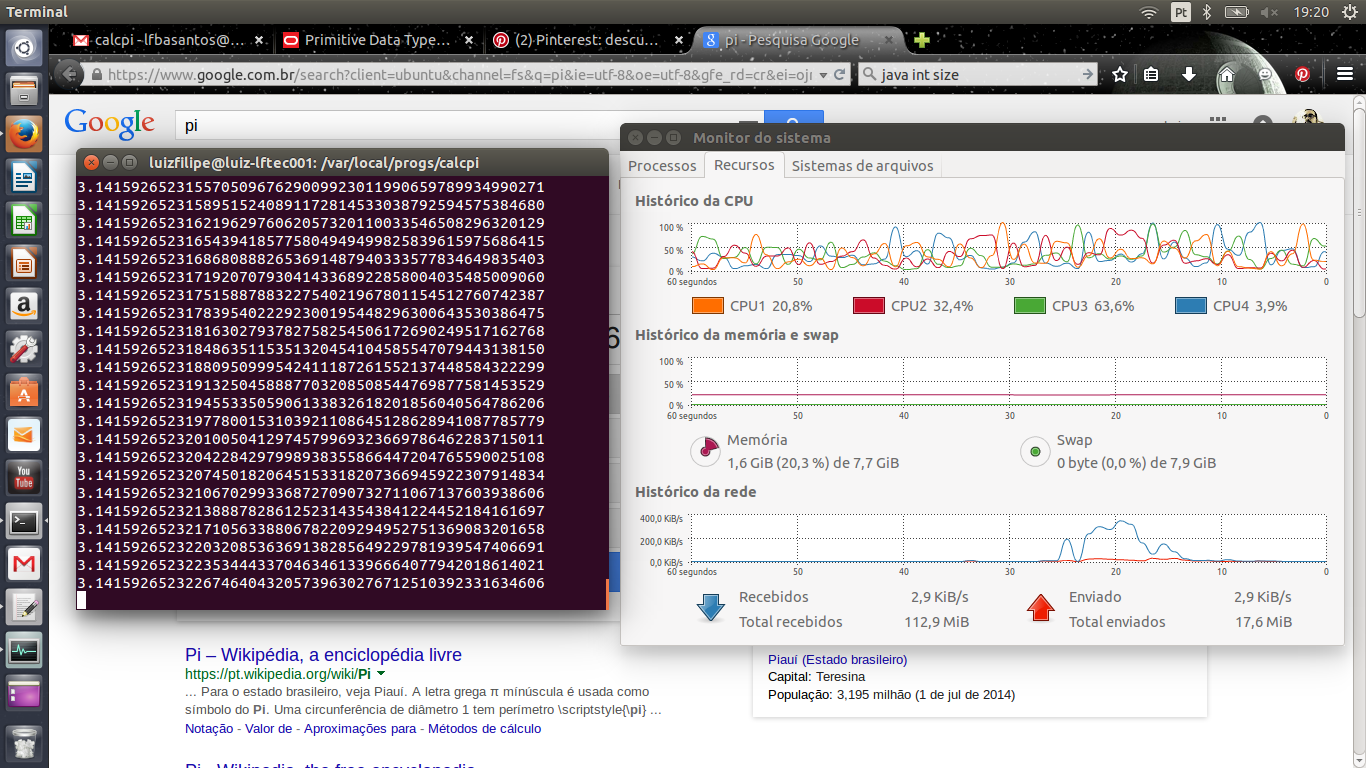 Terminal
Pt
19:20
calcpi - lfbasantos@...
Primitive Data Type...
(2) Pinterest: descu...
pi - Pesquisa Google
https://www.google.com.br/search?client=ubuntu&channel=fs&q=pi&ie=utf-8&oe=utf-8&gfe_rd=cr&ei=oj
java int size
Google
pi
luizfilipe@luiz-lftec001: /var/local/progs/calcpi
3.14159265231557050967629009923011990659789934990271
3.14159265231589515240891172814533038792594575384680
3.14159265231621962976062057320110033546508296320129
3.14159265231654394185775804949499825839615975686415
3.14159265231751588788322754021967801154512760742387
3.14159265231783954022292300195448296300643530386475
3.14159265231816302793782758254506172690249517162768
3.14159265231848635115351320454104585547079443138150
3.14159265231880950999542411187261552137448584322299
3.14159265231913250458887703208508544769877581453529
3.14159265231945533505906133832618201856040564786206
3.14159265231977800153103921108645128628941087785779
3.14159265232010050412974579969323669786462283715011
3.14159265232042284297998938355866447204765590025108
3.14159265232074501820645153318207366945922307914834
3.14159265232106702993368727090732711067137603938606
3.14159265232138887828612523143543841224452184161697
3.14159265232171056338806782209294952751369083201658
3.14159265232203208536369138285649229781939547406691
3.14159265232235344433704634613396664077942018614021
3.14159265232267464043205739630276712510392331634606
Monitor do sistema
Processos
Recursos
Sistemas de arquivos
Histórico da CPU
100 %
50 %
0 %
60 segundos 50 40 30 20 10 0
CPU1 20,8% CPU2 32,4% CPU3 63,6% CPU4 3,9%
Histórico da memória e swap
100 %
50 %
0 %
60 segundos 50 40 30 20 10 0
Memória
1,6 GiB (20,3 %) de 7,7 GiB
Swap
0 byte (0,0 %) de 7,9 GiB
Histórico da rede
400,0 KiB/s
200,0 KiB/s
0,0 KiB/s
60 segundos 50 40 30 20 10 0
Recebidos 2,9 KiB/s
Total recebidos 112,9 MiB
Enviado 2,9 KiB/s
Total enviados 17,6 MiB
Pi – Wikipédia, a enciclopédia livre
https://pt.wikipedia.org/wiki/Pi
... Para o estado brasileiro, veja Piauí. A letra grega π minúscula é usada como
símbolo do Pi. Uma circunferência de diâmetro 1 tem perímetro \scriptstyle{\pi} ...
Notação - Valor de - Aproximações para - Métodos de cálculo
Piauí (Estado brasileiro)
Capital: Teresina
População: 3,195 milhão (1 de jul de 2014)